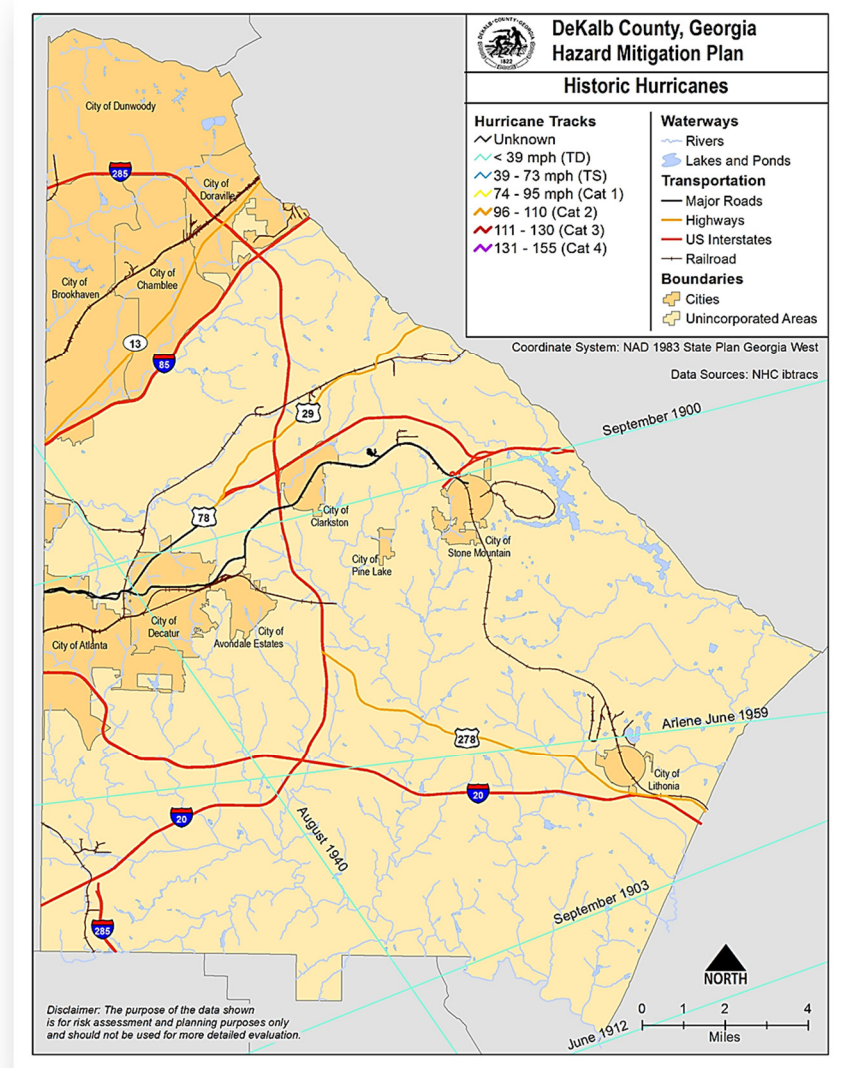 DeKalb County, Georgia
Hazard Mitigation Plan
DEKALB·COUNTY·GEORGIA
1822
Historic Hurricanes
Hurricane Tracks
Unknown
< 39 mph (TD)
39 - 73 mph (TS)
74 - 95 mph (Cat 1)
96 - 110 (Cat 2)
111 - 130 (Cat 3)
131 - 155 (Cat 4)
Waterways
Rivers
Lakes and Ponds
Transportation
Major Roads
Highways
US Interstates
Railroad
Boundaries
Cities
Unincorporated Areas
Coordinate System: NAD 1983 State Plan Georgia West
Data Sources: NHC ibtracs
City of Dunwoody
285
City of
Doraville
City of
Chamblee
City of
Brookhaven
13
85
29
September 1900
78
City of
Clarkston
City of
Stone Mountain
City of
Pine Lake
City of
Decatur
City of
Avondale Estates
City of Atlanta
Arlene June 1959
278
City of
Lithonia
20
20
August 1940
September 1903
285
NORTH
0 1 2 4
Miles
June 1912
Disclaimer: The purpose of the data shown
is for risk assessment and planning purposes only
and should not be used for more detailed evaluation.